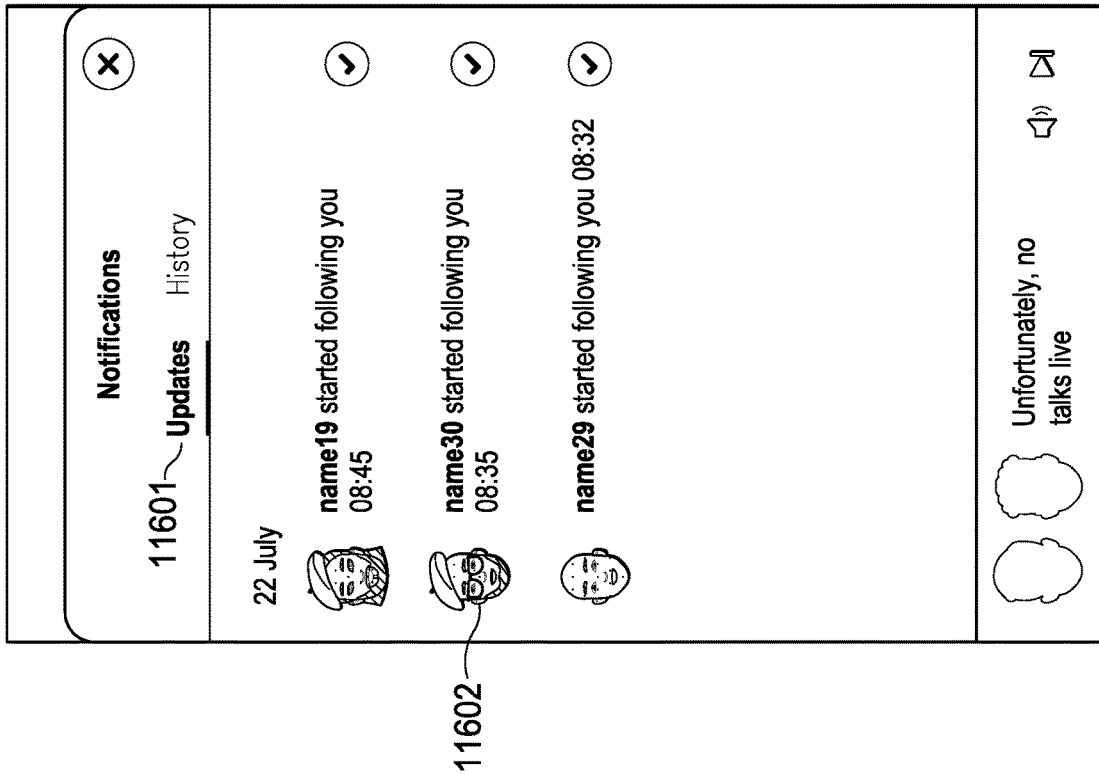 Notifications
11601 Updates History
22 July
name19 started following you
08:45
name30 started following you
08:35
11602
name29 started following you 08:32
Unfortunately, no
talks live